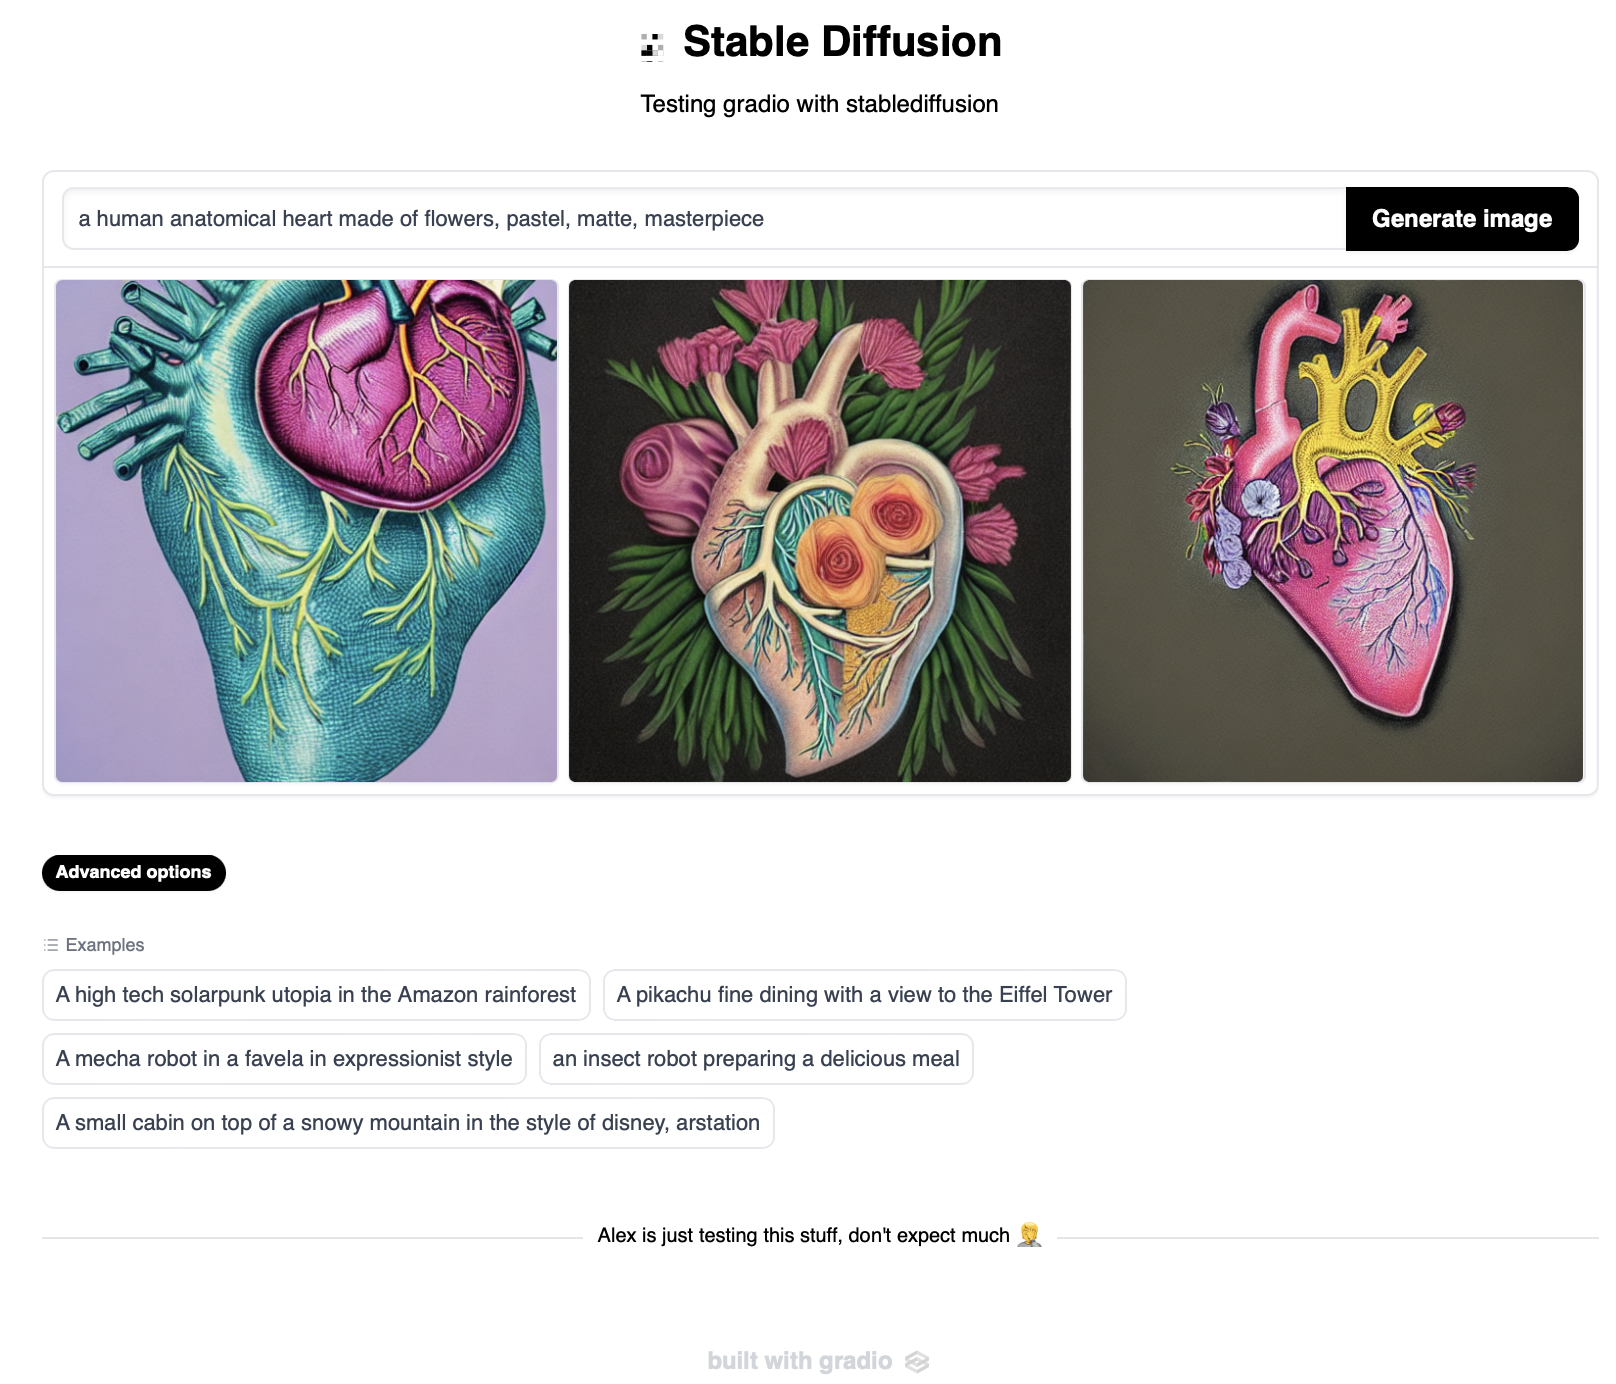 Stable Diffusion
Testing gradio with stablediffusion
a human anatomical heart made of flowers, pastel, matte, masterpiece
Generate image
Advanced options
Examples
A high tech solarpunk utopia in the Amazon rainforest
A pikachu fine dining with a view to the Eiffel Tower
A mecha robot in a favela in expressionist style
an insect robot preparing a delicious meal
A small cabin on top of a snowy mountain in the style of disney, arstation
Alex is just testing this stuff, don't expect much 🤦
built with gradio